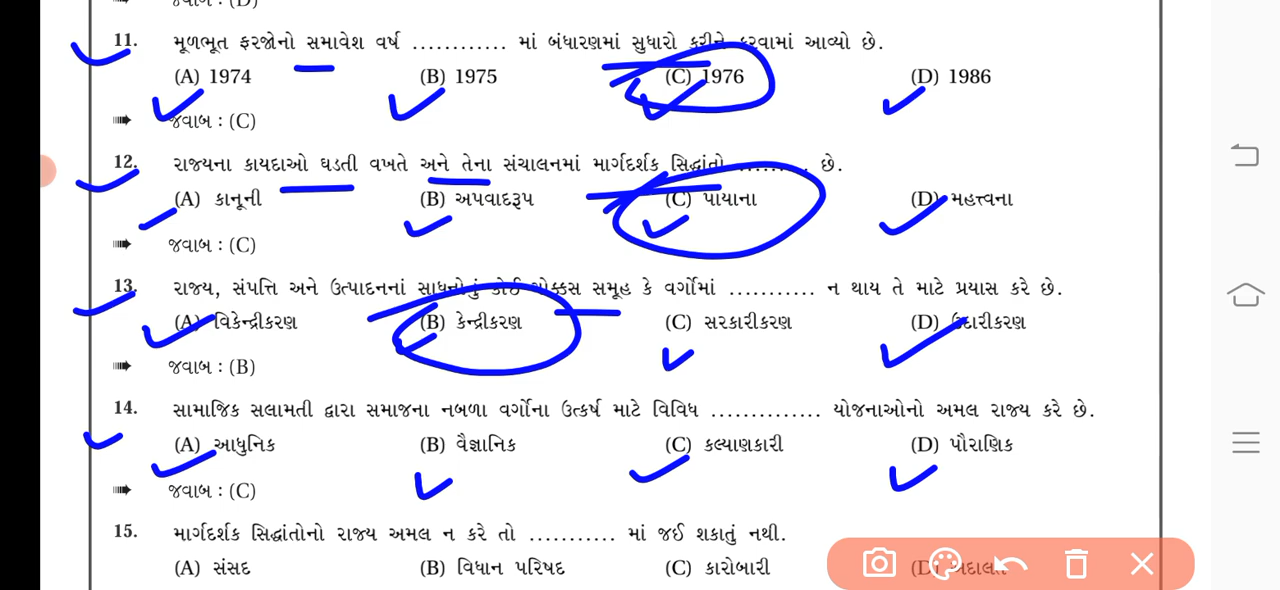 જવાબ : (D)
11. મૂળભૂત ફરજોનો સમાવેશ વર્ષ ............ માં બંધારણમાં સુધારો કરીને કરવામાં આવ્યો છે.
(A) 1974 (B) 1975 (C) 1976 (D) 1986
જવાબ : (C)
12. રાજ્યના કાયદાઓ ઘડતી વખતે અને તેના સંચાલનમાં માર્ગદર્શક સિદ્ધાંતો ............ છે.
(A) કાનૂની (B) અપવાદરૂપ (C) પાયાના (D) મહત્ત્વના
જવાબ : (C)
13. રાજ્ય, સંપત્તિ અને ઉત્પાદનનાં સાધનોનું કોઈ ચોક્કસ સમૂહ કે વર્ગોમાં ........... ન થાય તે માટે પ્રયાસ કરે છે.
(A) વિકેન્દ્રીકરણ (B) કેન્દ્રીકરણ (C) સરકારીકરણ (D) ઉદારીકરણ
જવાબ : (B)
14. સામાજિક સલામતી દ્વારા સમાજના નબળા વર્ગોના ઉત્કર્ષ માટે વિવિધ .............. યોજનાઓનો અમલ રાજ્ય કરે છે.
(A) આધુનિક (B) વૈજ્ઞાનિક (C) કલ્યાણકારી (D) પૌરાણિક
જવાબ : (C)
15. માર્ગદર્શક સિદ્ધાંતોનો રાજ્ય અમલ ન કરે તો ........... માં જઈ શકાતું નથી.
(A) સંસદ (B) વિધાન પરિષદ (C) કારોબારી (D) અદાલત